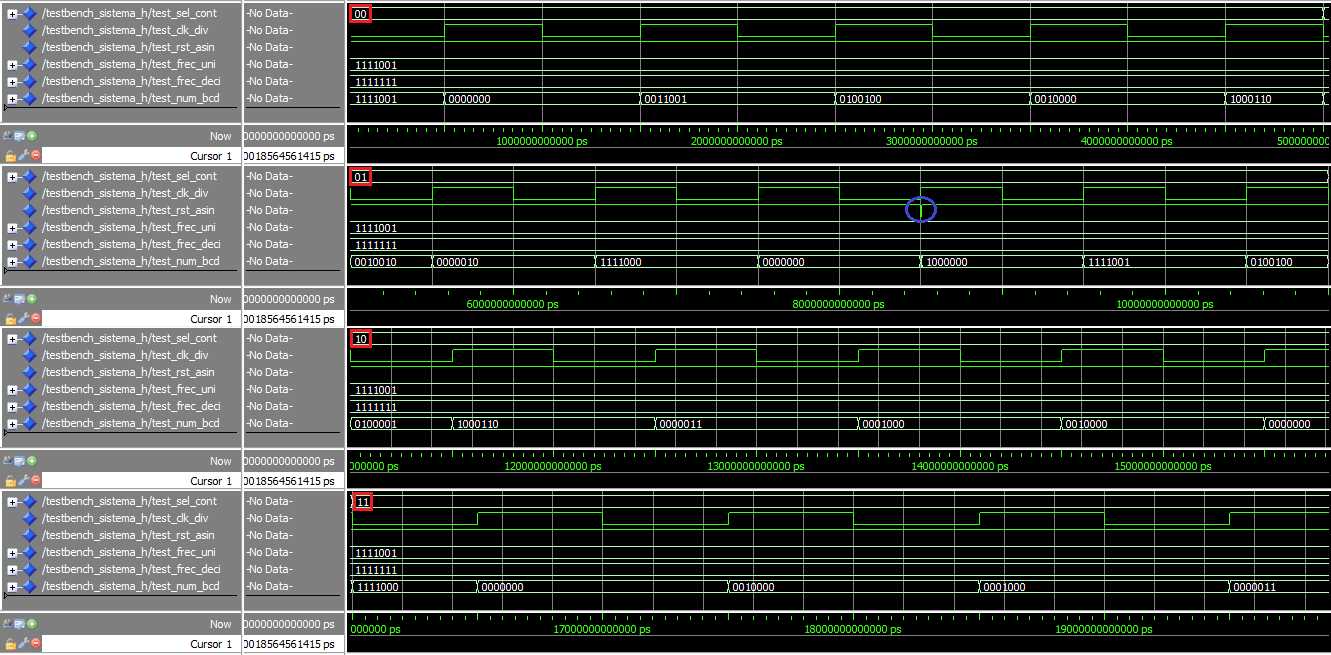 /testbench_sistema_h/test_sel_cont -No Data- 00
/testbench_sistema_h/test_clk_div -No Data-
/testbench_sistema_h/test_rst_asin -No Data-
/testbench_sistema_h/test_frec_uni -No Data- 1111001
/testbench_sistema_h/test_frec_deci -No Data- 1111111
/testbench_sistema_h/test_num_bcd -No Data- 1111001 0000000 0011001 0100100 0010000 1000110
Now 0000000000000 ps 1000000000000 ps 2000000000000 ps 3000000000000 ps 4000000000000 ps 500000000
Cursor 1 0018564561415 ps
/testbench_sistema_h/test_sel_cont -No Data- 01
/testbench_sistema_h/test_clk_div -No Data-
/testbench_sistema_h/test_rst_asin -No Data-
/testbench_sistema_h/test_frec_uni -No Data- 1111001
/testbench_sistema_h/test_frec_deci -No Data- 1111111
/testbench_sistema_h/test_num_bcd -No Data- 0010010 0000010 1111000 0000000 1000000 1111001 0100100
Now 0000000000000 ps 6000000000000 ps 8000000000000 ps 10000000000000 ps
Cursor 1 0018564561415 ps
/testbench_sistema_h/test_sel_cont -No Data- 10
/testbench_sistema_h/test_clk_div -No Data-
/testbench_sistema_h/test_rst_asin -No Data-
/testbench_sistema_h/test_frec_uni -No Data- 1111001
/testbench_sistema_h/test_frec_deci -No Data- 1111111
/testbench_sistema_h/test_num_bcd -No Data- 0100001 1000110 0000011 0001000 0010000 0000000
Now 0000000000000 ps 000000 ps 12000000000000 ps 13000000000000 ps 14000000000000 ps 15000000000000 ps
Cursor 1 0018564561415 ps
/testbench_sistema_h/test_sel_cont -No Data- 11
/testbench_sistema_h/test_clk_div -No Data-
/testbench_sistema_h/test_rst_asin -No Data-
/testbench_sistema_h/test_frec_uni -No Data- 1111001
/testbench_sistema_h/test_frec_deci -No Data- 1111111
/testbench_sistema_h/test_num_bcd -No Data- 1111000 0000000 0010000 0001000 0000011
Now 0000000000000 ps 000000 ps 17000000000000 ps 18000000000000 ps 19000000000000 ps
Cursor 1 0018564561415 ps